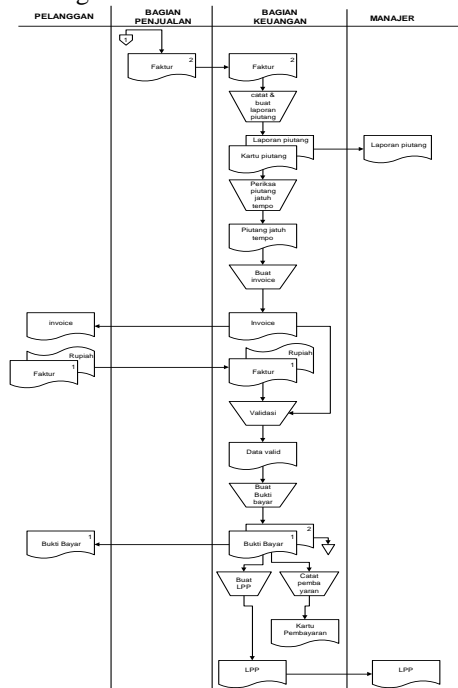 PELANGGAN
BAGIAN
PENJUALAN
BAGIAN
KEUANGAN
MANAJER
1
Faktur
2
Faktur
2
catat &
buat
laporan
piutang
Laporan piutang
Kartu piutang
Laporan piutang
Periksa
piutang
jatuh
tempo
Piutang jatuh
tempo
Buat
invoice
invoice
Invoice
Rupiah
Faktur
1
Rupiah
Faktur
1
Validasi
Data valid
Buat
Bukti
bayar
Bukti Bayar
1
2
Bukti Bayar
1
Buat
LPP
Catat
pemba
yaran
Kartu
Pembayaran
LPP
LPP